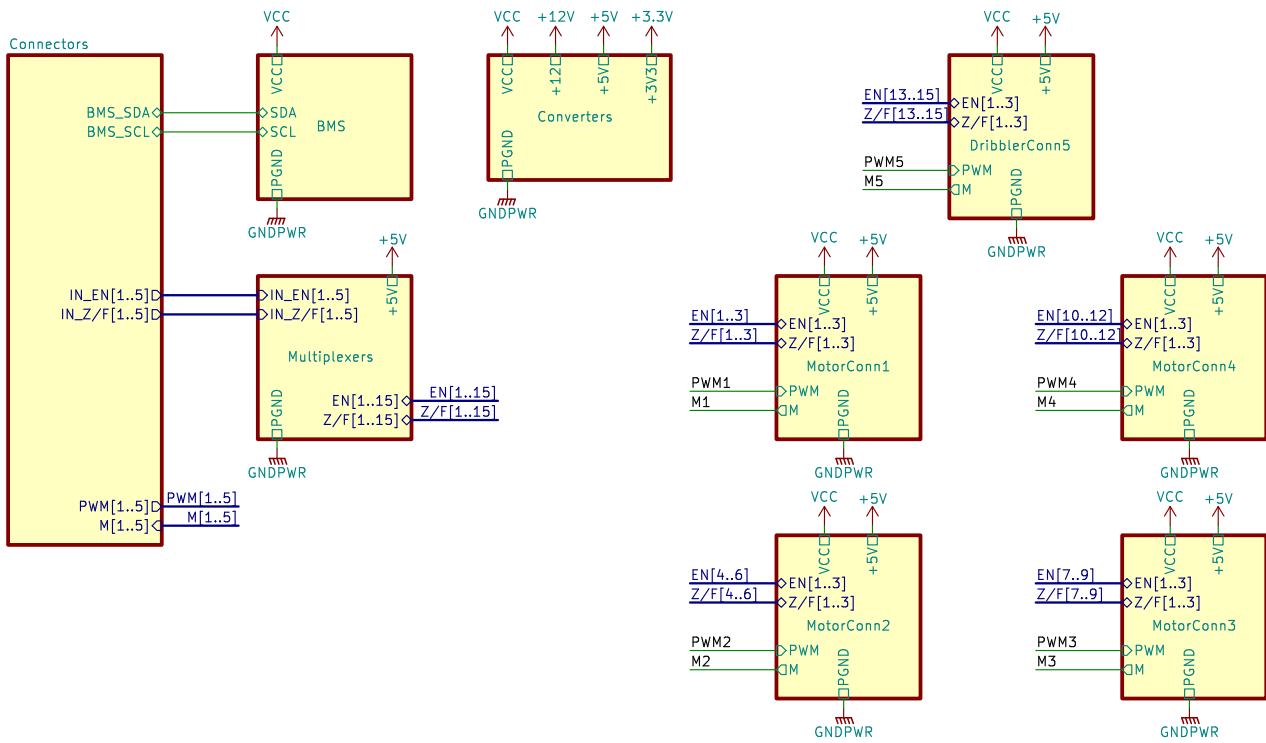 Connectors
BMS_SDA
BMS_SCL
IN_EN[1..5]
IN_Z/F[1..5]
PWM[1..5]
M[1..5]
PWM[1..5]
M[1..5]
VCC
VCC
SDA
SCL
BMS
PGND
GNDPWR
+5V
+5V
IN_EN[1..5]
IN_Z/F[1..5]
Multiplexers
EN[1..15]
Z/F[1..15]
EN[1..15]
Z/F[1..15]
PGND
GNDPWR
VCC
+12V
+5V
+3.3V
VCC
+12
+5V
+3V3
Converters
PGND
GNDPWR
VCC
+5V
VCC
+5V
EN[13..15]
EN[1..3]
Z/F[13..15]
Z/F[1..3]
DribblerConn5
PWM5
PWM
M5
M
PGND
GNDPWR
VCC
+5V
VCC
+5V
EN[1..3]
EN[1..3]
Z/F[1..3]
Z/F[1..3]
MotorConn1
PWM1
PWM
M1
M
PGND
GNDPWR
VCC
+5V
VCC
+5V
EN[10..12]
EN[1..3]
Z/F[10..12]
Z/F[1..3]
MotorConn4
PWM4
PWM
M4
M
PGND
GNDPWR
VCC
+5V
VCC
+5V
EN[4..6]
EN[1..3]
Z/F[4..6]
Z/F[1..3]
MotorConn2
PWM2
PWM
M2
M
PGND
GNDPWR
VCC
+5V
VCC
+5V
EN[7..9]
EN[1..3]
Z/F[7..9]
Z/F[1..3]
MotorConn3
PWM3
PWM
M3
M
PGND
GNDPWR